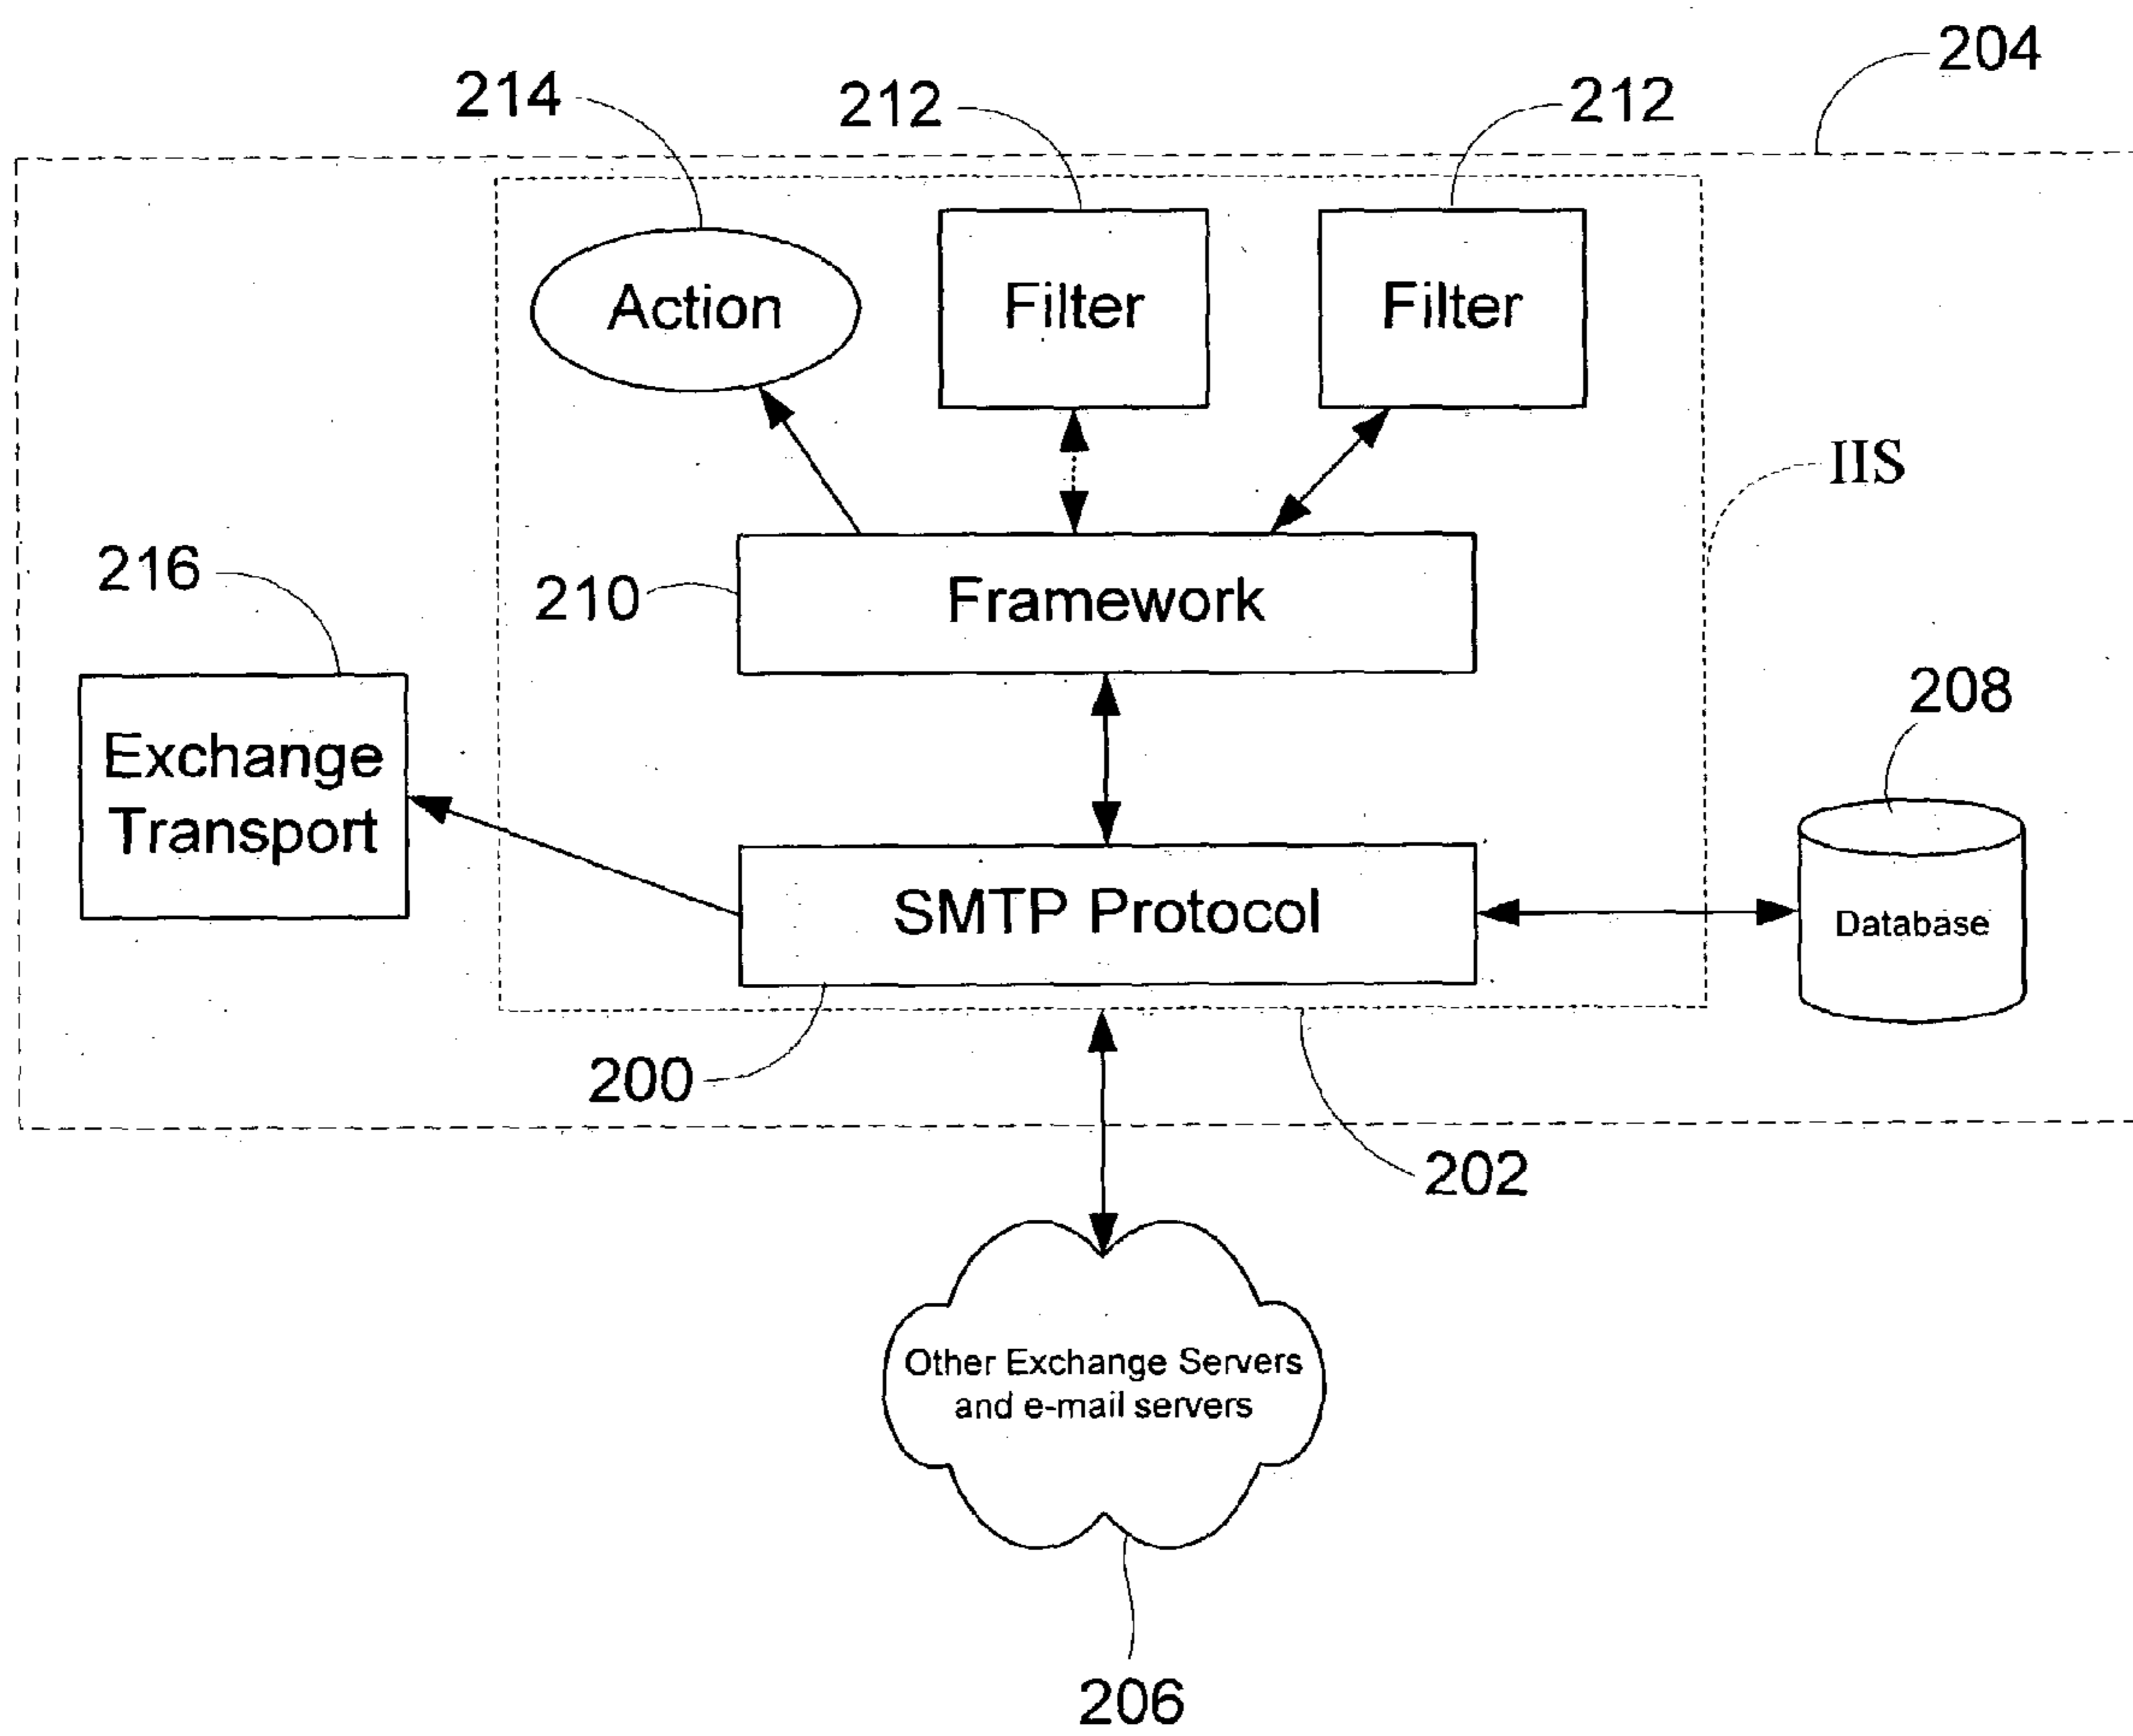 204
214
212
212
Action
Filter
Filter
IIS
216
210
Framework
208
Exchange
Transport
SMTP Protocol
Database
200
202
Other Exchange Servers
and e-mail servers
206